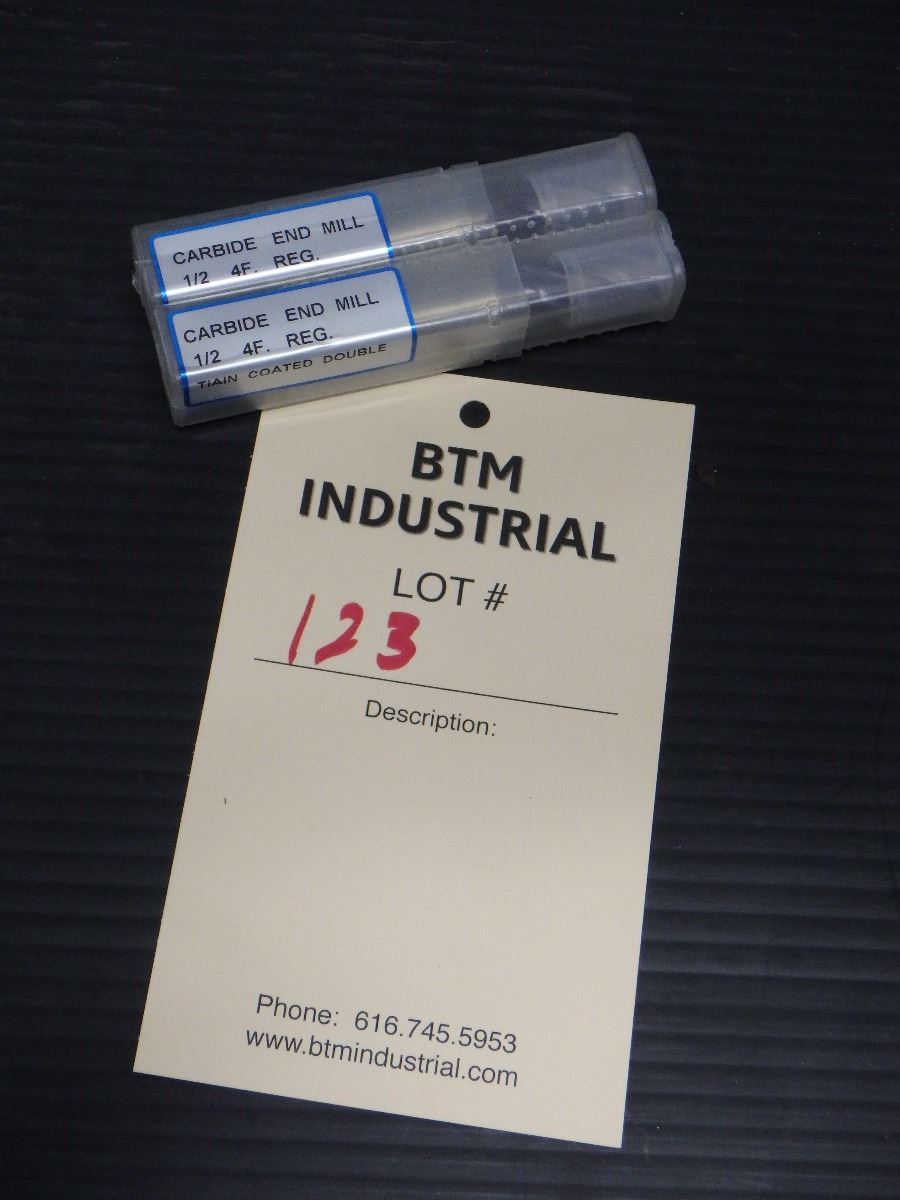 CARBIDE END MILL
1/2 4F. REG.
CARBIDE END MILL
1/2 4F. REG.
TiAIN COATED DOUBLE
BTM
INDUSTRIAL
LOT #
123
Description:
Phone: 616.745.5953
www.btmindustrial.com